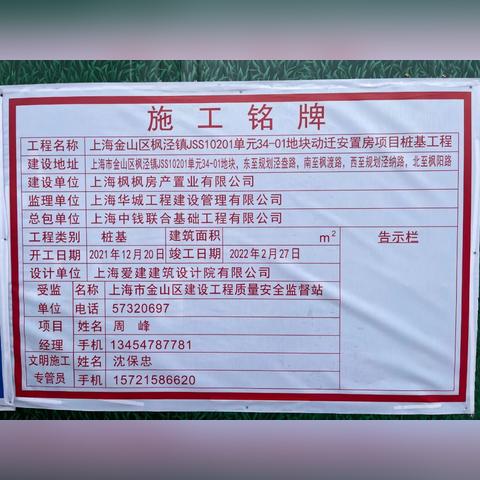 施工铭牌
工程名称 上海金山区枫泾镇JSS10201单元34-01地块动迁安置房项目桩基工程
建设地址 上海市金山区枫泾镇JSS10201单元34-01地块，东至规划泾盘路，南至枫渡路，西至规划泾纳路，北至枫阳路
建设单位 上海枫枫房产置业有限公司
监理单位 上海华城工程建设管理有限公司
总包单位 上海中钱联合基础工程有限公司
工程类别 桩基 建筑面积 m² 告示栏
开工日期 2021年12月20日 竣工日期 2022年2月27日
设计单位 上海爱建建筑设计院有限公司
受监 名称 上海市金山区建设工程质量安全监督站
单位 电话 57320697
项目 姓名 周 峰
经理 手机 13454787781
文明施工 姓名 沈保忠
专管员 手机 15721586620